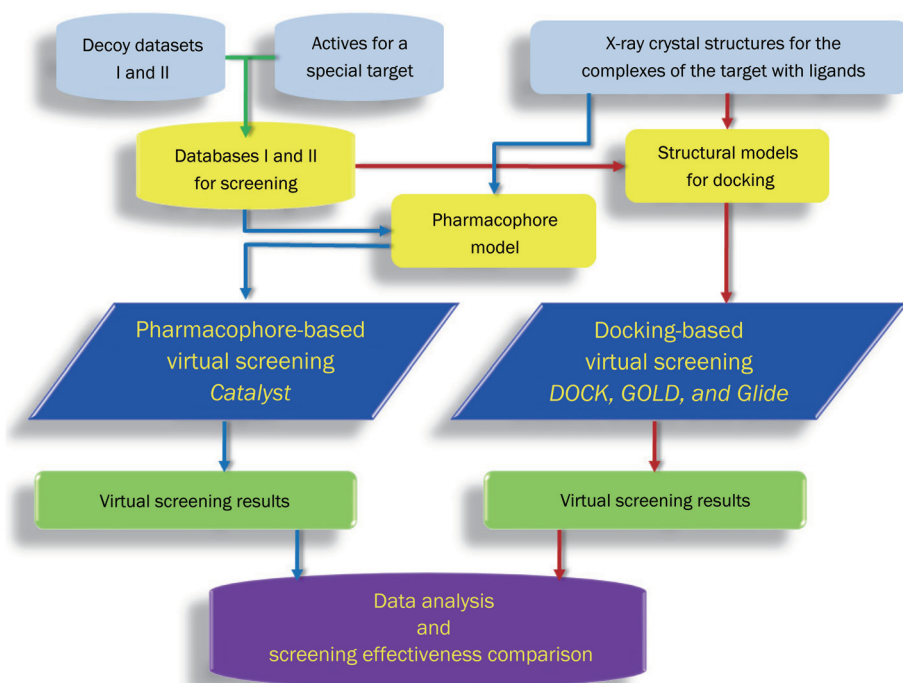 Decoy datasets
I and II
Actives for a
special target
X-ray crystal structures for the
complexes of the target with ligands
Databases I and II
for screening
Structural models
for docking
Pharmacophore
model
Pharmacophore-based
virtual screening
Catalyst
Docking-based
virtual screening
DOCK, GOLD, and Glide
Virtual screening results
Virtual screening results
Data analysis
and
screening effectiveness comparison